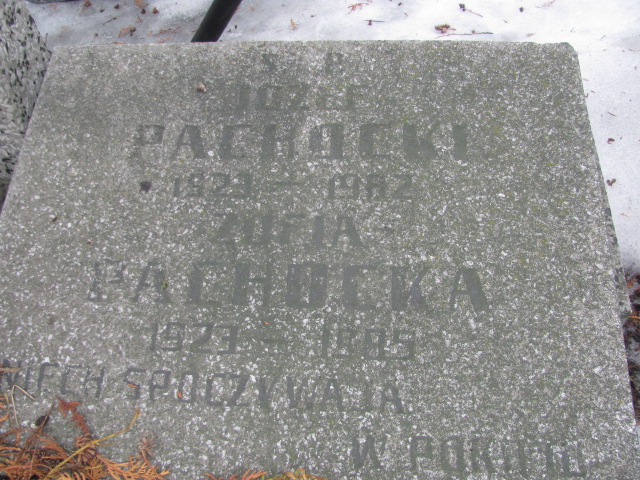 Ś P
JÓZEF
PACHOCKI
* 1923 – 1982
ZOFIA
PACHOCKA
1923 – 1985
NIECH SPOCZYWAJĄ
W POKOJU